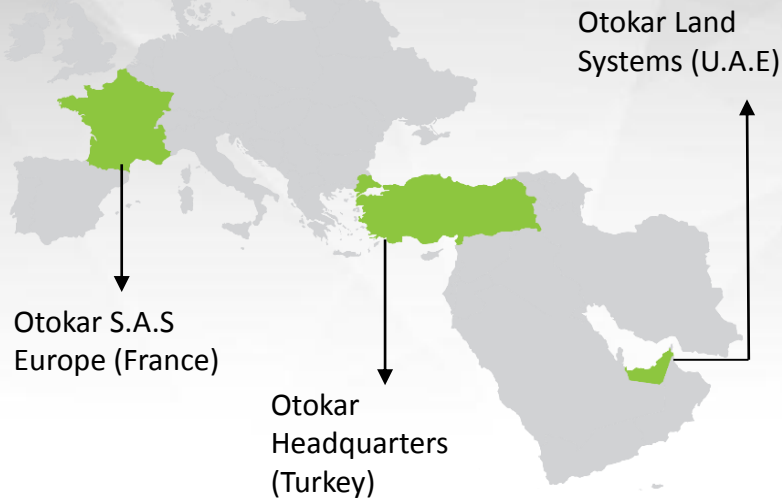 Otokar Land
Systems (U.A.E)
Otokar S.A.S
Europe (France)
Otokar
Headquarters
(Turkey)